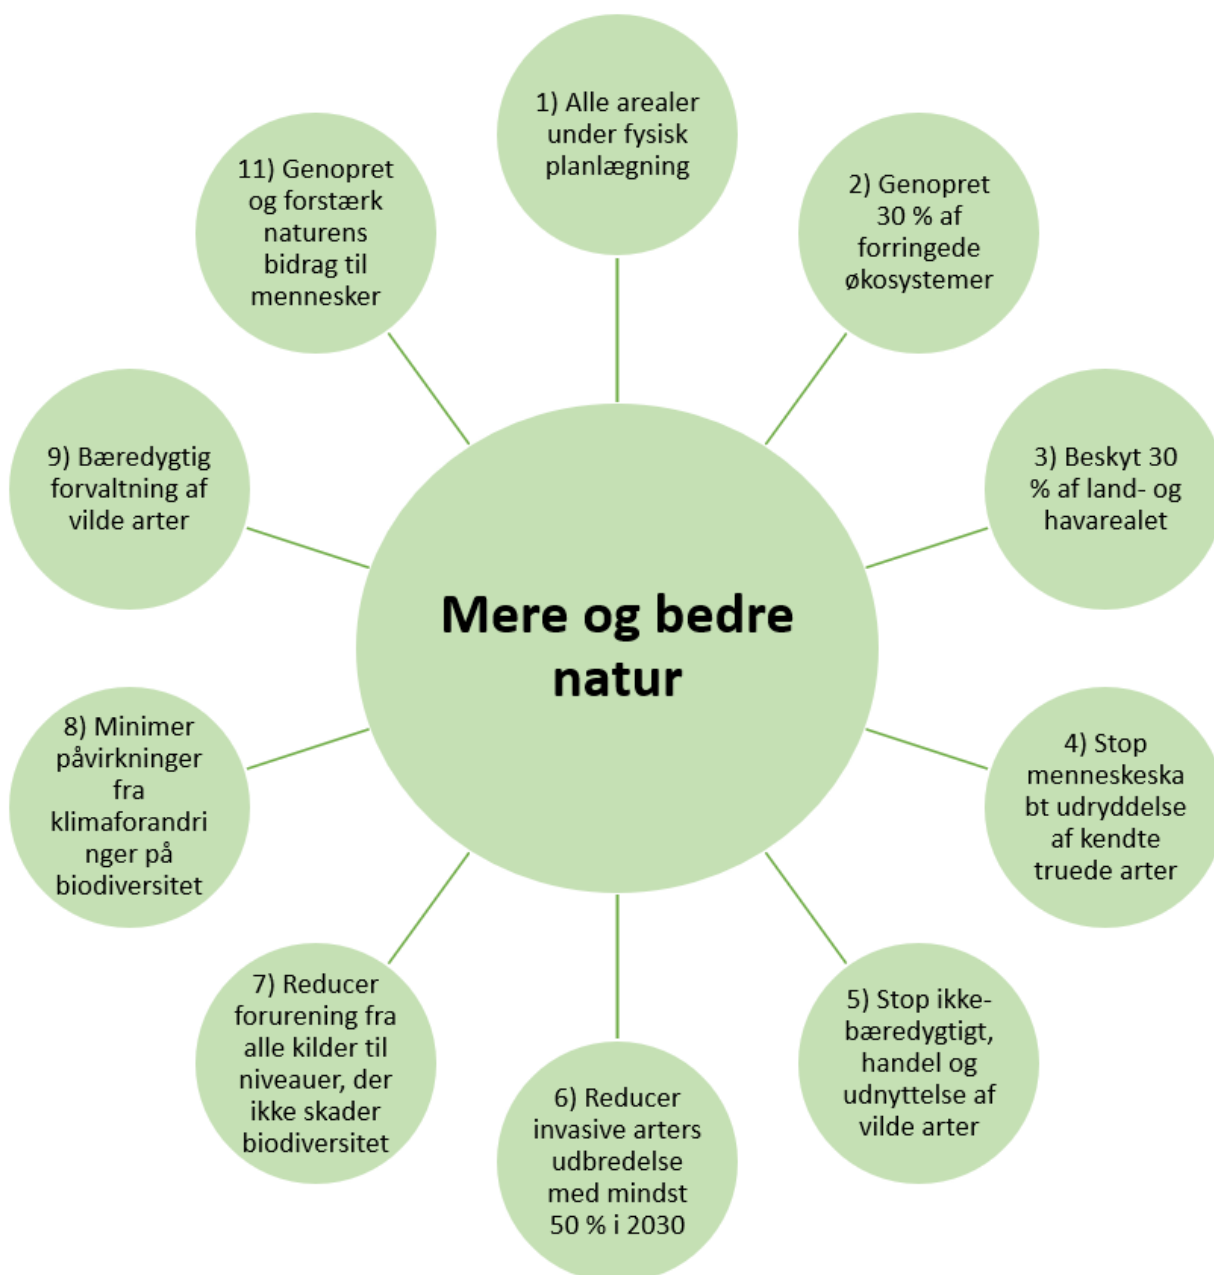 1) Alle arealer
under fysisk
planlægning
2) Genopret
30 % af
forringede
økosystemer
3) Beskyt 30
% af land- og
havarealet
4) Stop
menneskeska
bt udryddelse
af kendte
truede arter
5) Stop ikke-
bæredygtigt,
handel og
udnyttelse af
vilde arter
6) Reducer
invasive arters
udbredelse
med mindst
50 % i 2030
7) Reducer
forurening fra
alle kilder til
niveauer, der
ikke skader
biodiversitet
8) Minimer
påvirkninger
fra
klimaforandri
nger på
biodiversitet
9) Bæredygtig
forvaltning af
vilde arter
11) Genopret
og forstærk
naturens
bidrag til
mennesker
Mere og bedre
natur